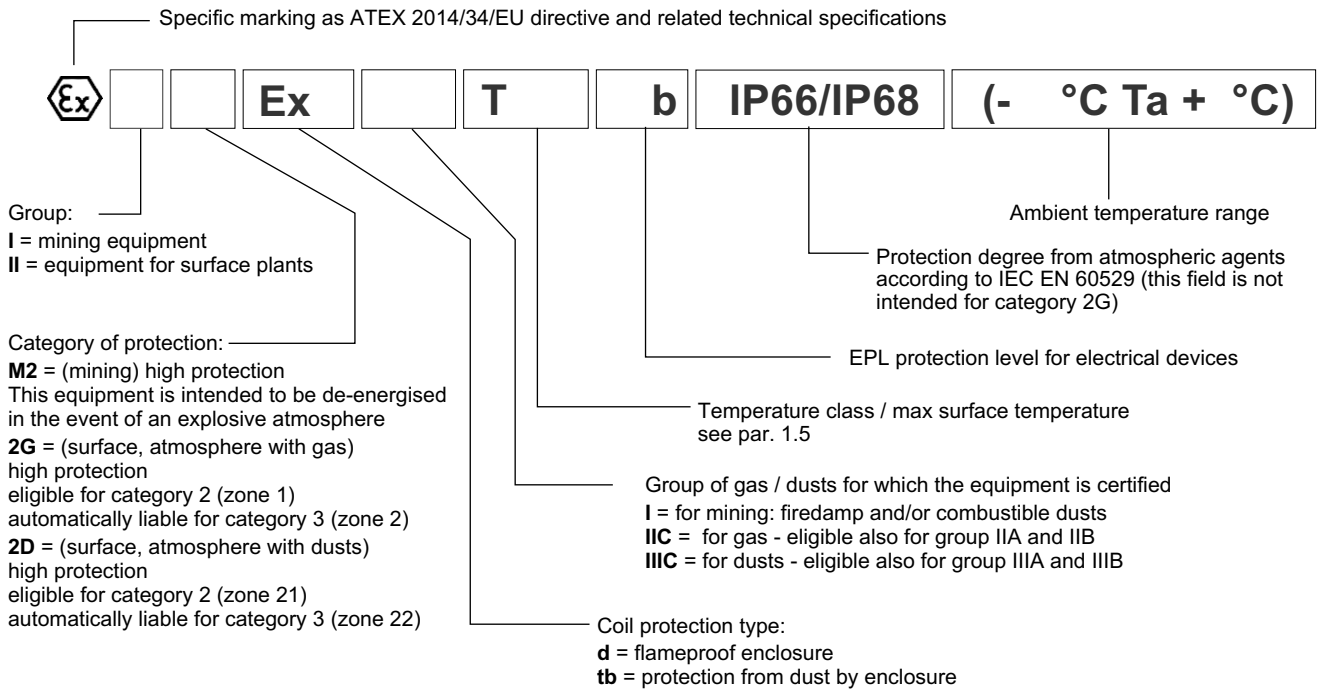 Specific marking as ATEX 2014/34/EU directive and related technical specifications
Ex Ex T b IP66/IP68 (- °C Ta + °C)
Group:
I = mining equipment
II = equipment for surface plants
Category of protection:
M2 = (mining) high protection
This equipment is intended to be de-energised
in the event of an explosive atmosphere
2G = (surface, atmosphere with gas)
high protection
eligible for category 2 (zone 1)
automatically liable for category 3 (zone 2)
2D = (surface, atmosphere with dusts)
high protection
eligible for category 2 (zone 21)
automatically liable for category 3 (zone 22)
Ambient temperature range
Protection degree from atmospheric agents
according to IEC EN 60529 (this field is not
intended for category 2G)
EPL protection level for electrical devices
Temperature class / max surface temperature
see par. 1.5
Group of gas / dusts for which the equipment is certified
I = for mining: firedamp and/or combustible dusts
IIC = for gas - eligible also for group IIA and IIB
IIIC = for dusts - eligible also for group IIIA and IIIB
Coil protection type:
d = flameproof enclosure
tb = protection from dust by enclosure